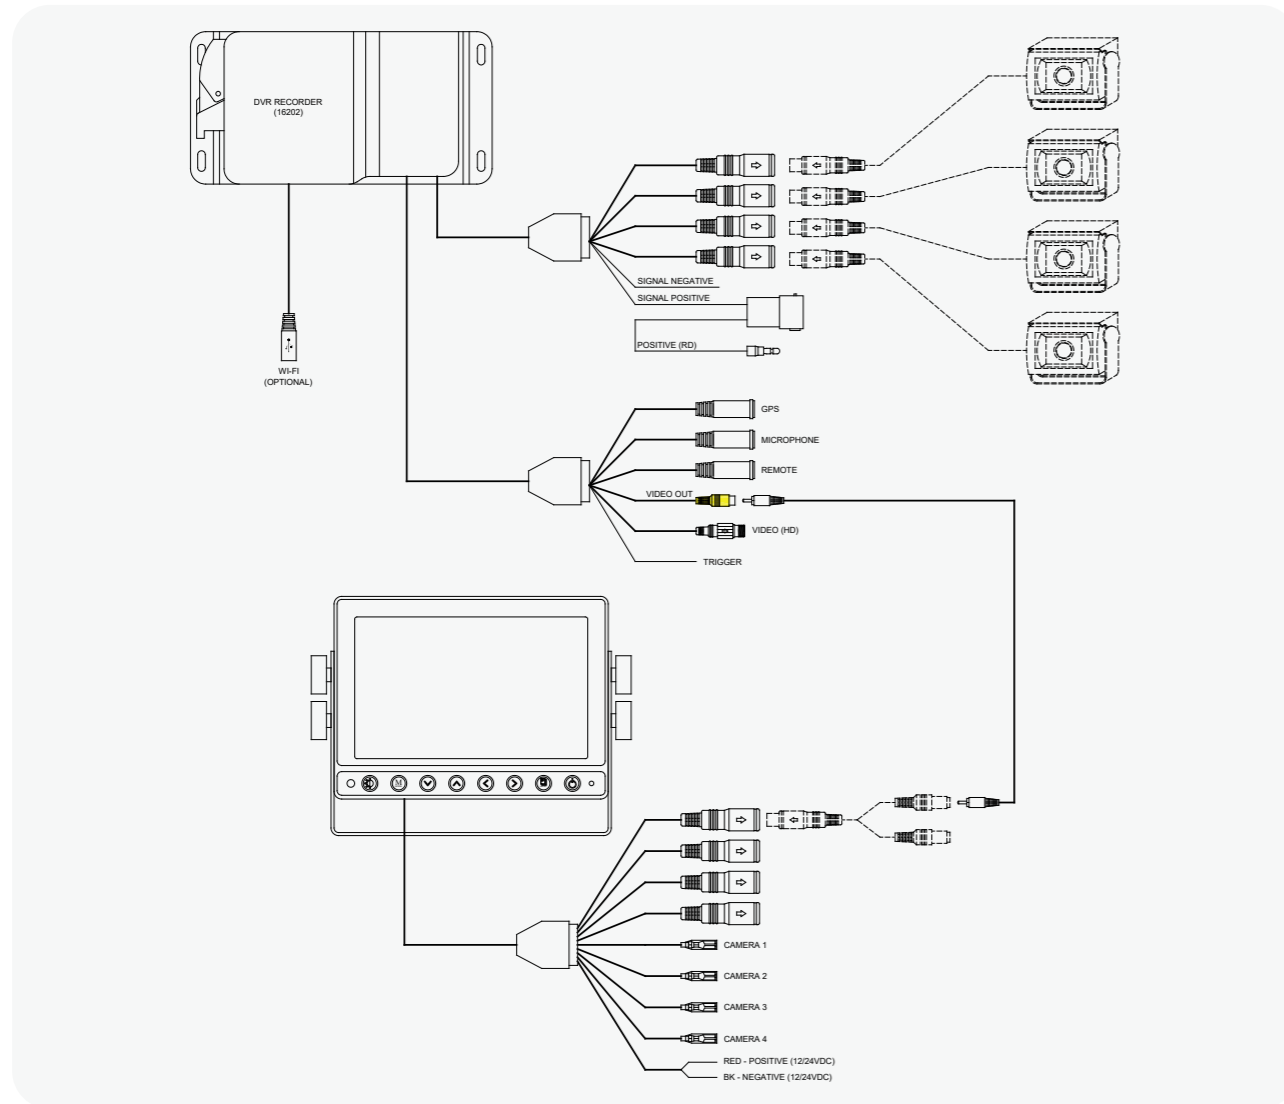 DVR RECORDER
(16202)
SIGNAL NEGATIVE
SIGNAL POSITIVE
POSITIVE (RD)
WI-FI
(OPTIONAL)
GPS
MICROPHONE
REMOTE
VIDEO OUT
VIDEO (HD)
TRIGGER
M
CAMERA 1
CAMERA 2
CAMERA 3
CAMERA 4
RED - POSITIVE (12/24VDC)
BK - NEGATIVE (12/24VDC)